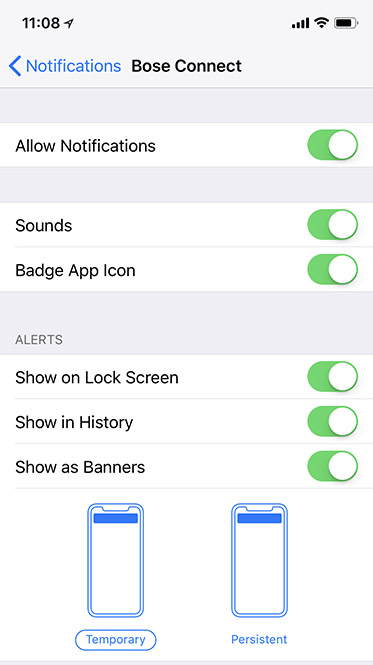 11:08
Notifications Bose Connect
Allow Notifications
Sounds
Badge App Icon
ALERTS
Show on Lock Screen
Show in History
Show as Banners
Temporary Persistent